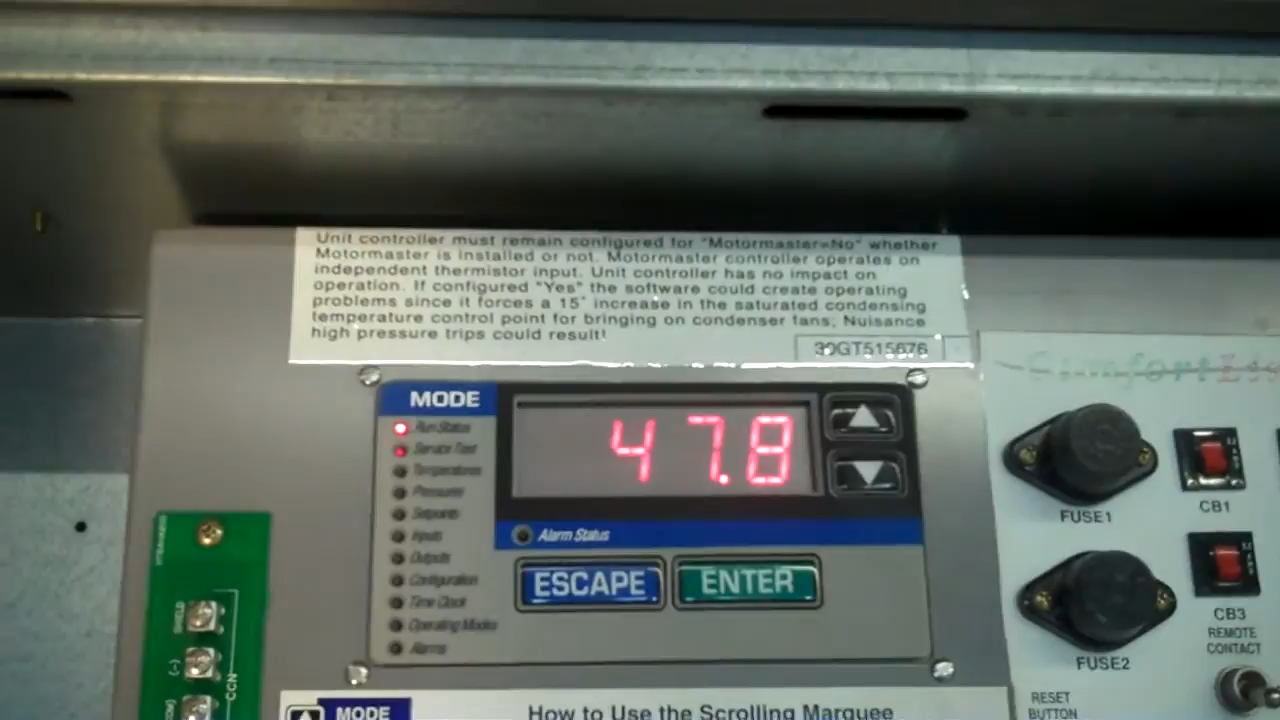 Unit controller must remain configured for "Motormaster=No" whether
Motormaster is installed or not. Motormaster controller operates on
independent thermistor input. Unit controller has no impact on
operation. If configured "Yes" the software could create operating
problems since it forces a 15° increase in the saturated condensing
temperature control point for bringing on condenser fans; Nuisance
high pressure trips could result!
30GT515676
MODE
Run Status
Service Test
Temperatures
Pressures
Setpoints
Inputs
Outputs
Configuration
Time Clock
Operating Modes
Alarms
47.8
Alarm Status
ESCAPE
ENTER
FUSE1
CB1
FUSE2
CB3
REMOTE
CONTACT
RESET
BUTTON
SHIELD
(-)
CCN
MODE
How to Use the Scrolling Marquee